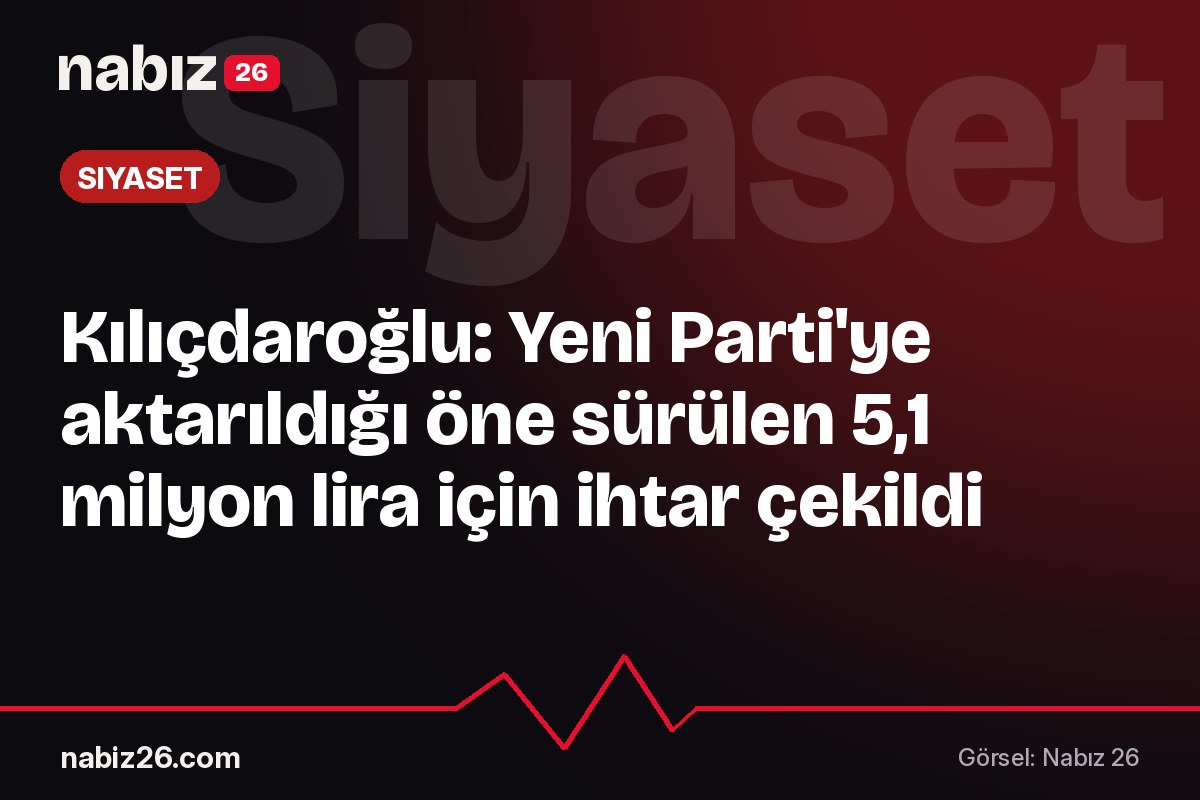 Siyaset
nabız 26
SIYASET
Kılıçdaroğlu: Yeni Parti'ye
aktarıldığı öne sürülen 5,1
milyon lira için ihtar çekildi
nabiz26.com
Görsel: Nabız 26